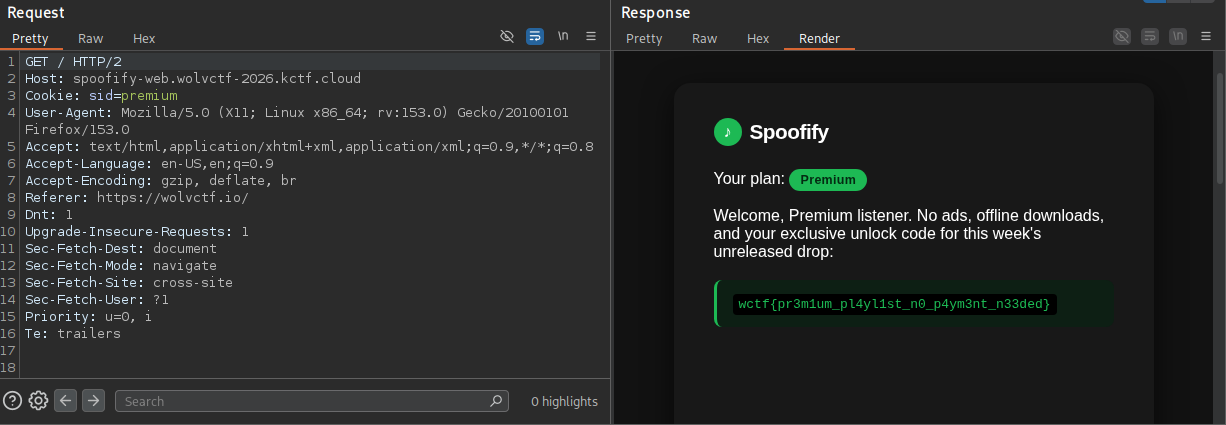 Request
Pretty Raw Hex \n
1 GET / HTTP/2
2 Host: spoofify-web.wolvctf-2026.kctf.cloud
3 Cookie: sid=premium
4 User-Agent: Mozilla/5.0 (X11; Linux x86_64; rv:153.0) Gecko/20100101
Firefox/153.0
5 Accept: text/html,application/xhtml+xml,application/xml;q=0.9,*/*;q=0.8
6 Accept-Language: en-US,en;q=0.9
7 Accept-Encoding: gzip, deflate, br
8 Referer: https://wolvctf.io/
9 Dnt: 1
10 Upgrade-Insecure-Requests: 1
11 Sec-Fetch-Dest: document
12 Sec-Fetch-Mode: navigate
13 Sec-Fetch-Site: cross-site
14 Sec-Fetch-User: ?1
15 Priority: u=0, i
16 Te: trailers
17
18
Search 0 highlights
Response
Pretty Raw Hex Render \n
Spoofify
Your plan: Premium
Welcome, Premium listener. No ads, offline downloads,
and your exclusive unlock code for this week's
unreleased drop:
wctf{pr3m1um_pl4yl1st_n0_p4ym3nt_n33ded}